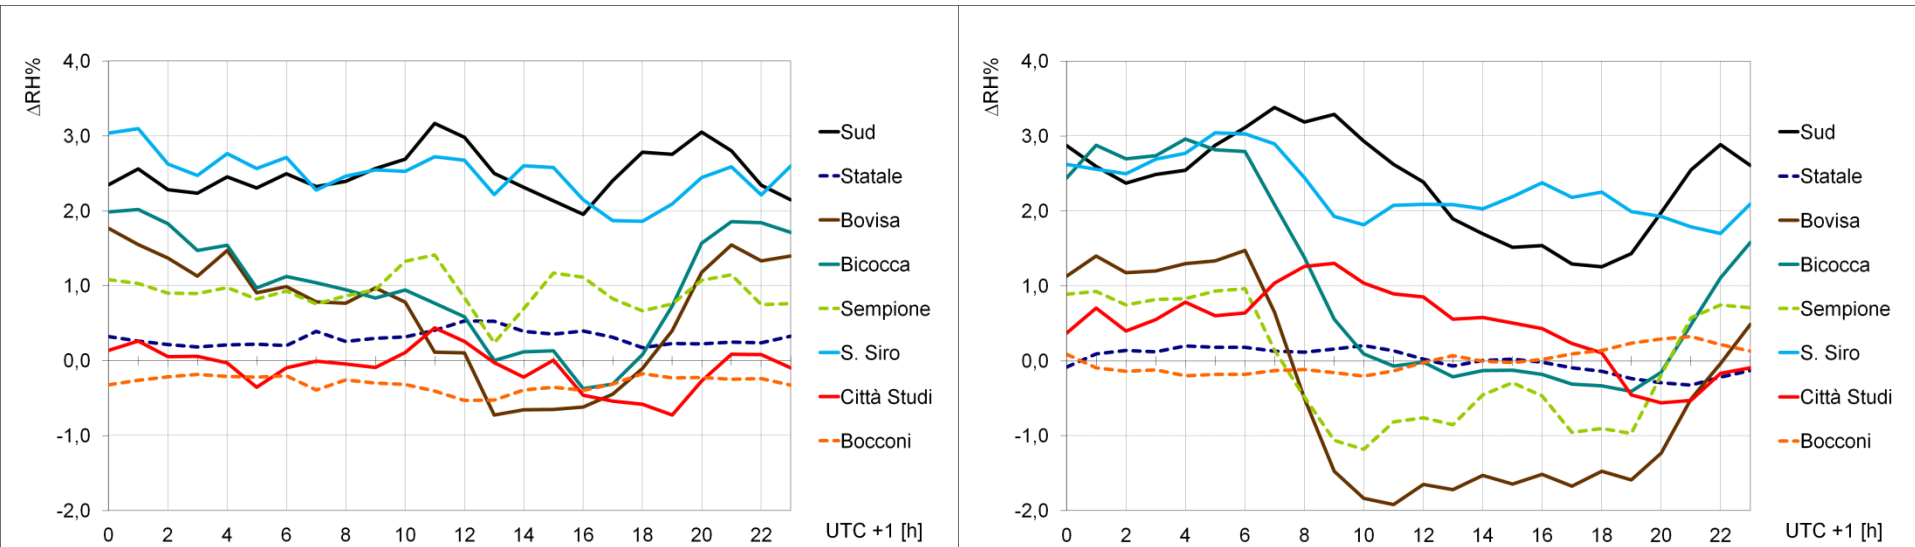 4,0
3,0
2,0
1,0
0,0
-1,0
-2,0
ΔRH%
0 2 4 6 8 10 12 14 16 18 20 22
UTC +1 [h]
Sud
Statale
Bovisa
Bicocca
Sempione
S. Siro
Città Studi
Bocconi
4,0
3,0
2,0
1,0
0,0
-1,0
-2,0
ΔRH%
0 2 4 6 8 10 12 14 16 18 20 22
UTC +1 [h]
Sud
Statale
Bovisa
Bicocca
Sempione
S. Siro
Città Studi
Bocconi